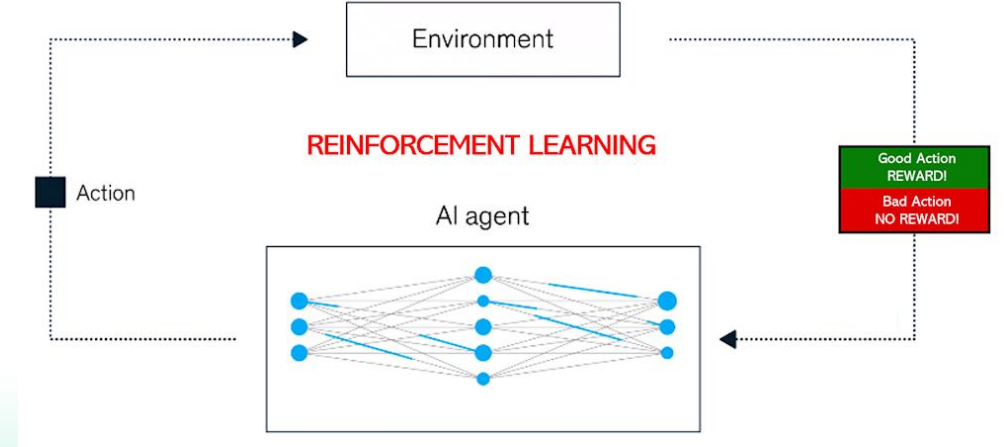 Environment
REINFORCEMENT LEARNING
Good Action
REWARD!
Bad Action
NO REWARD!
Action
AI agent